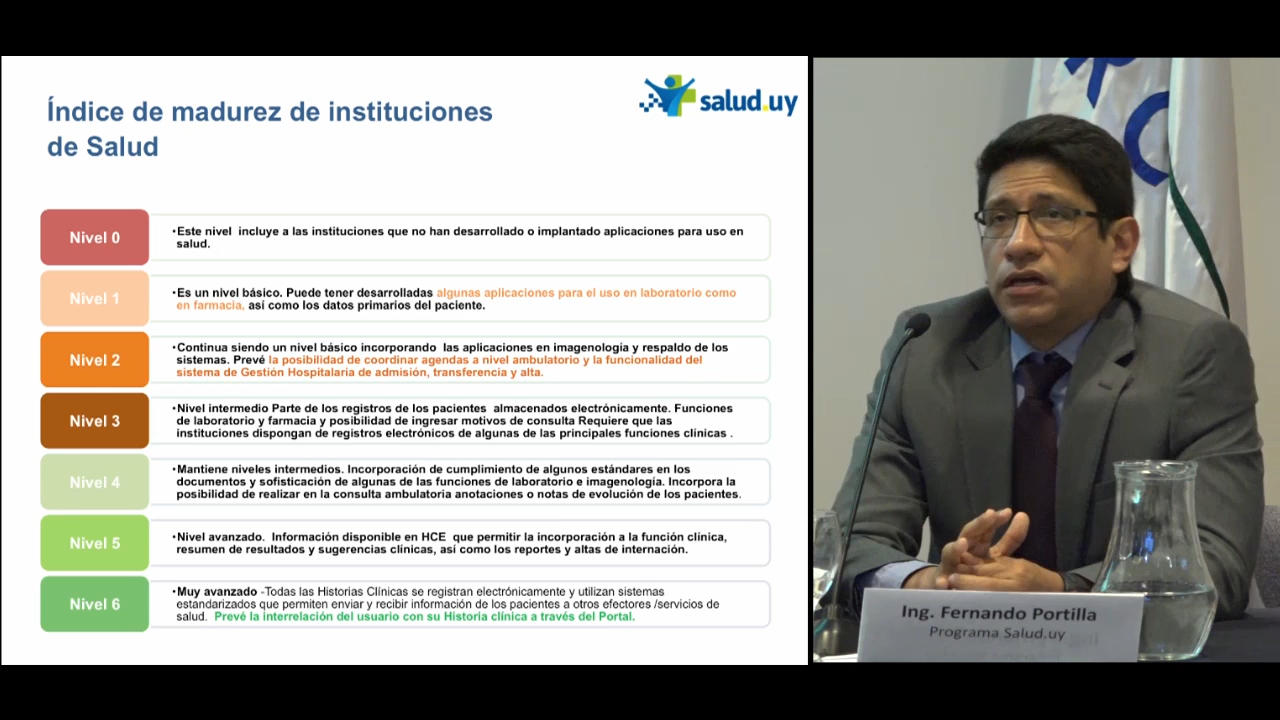 Índice de madurez de instituciones
de Salud
salud.uy
Nivel 0
•Este nivel incluye a las instituciones que no han desarrollado o implantado aplicaciones para uso en
salud.
Nivel 1
•Es un nivel básico. Puede tener desarrolladas algunas aplicaciones para el uso en laboratorio como
en farmacia, así como los datos primarios del paciente.
Nivel 2
•Continua siendo un nivel básico incorporando las aplicaciones en imagenología y respaldo de los
sistemas. Prevé la posibilidad de coordinar agendas a nivel ambulatorio y la funcionalidad del
sistema de Gestión Hospitalaria de admisión, transferencia y alta.
Nivel 3
•Nivel intermedio Parte de los registros de los pacientes almacenados electrónicamente. Funciones
de laboratorio y farmacia y posibilidad de ingresar motivos de consulta Requiere que las
instituciones dispongan de registros electrónicos de algunas de las principales funciones clínicas .
Nivel 4
•Mantiene niveles intermedios. Incorporación de cumplimiento de algunos estándares en los
documentos y sofisticación de algunas de las funciones de laboratorio e imagenología. Incorpora la
posibilidad de realizar en la consulta ambulatoria anotaciones o notas de evolución de los pacientes.
Nivel 5
•Nivel avanzado. Información disponible en HCE que permitir la incorporación a la función clínica,
resumen de resultados y sugerencias clínicas, así como los reportes y altas de internación.
Nivel 6
•Muy avanzado -Todas las Historias Clínicas se registran electrónicamente y utilizan sistemas
estandarizados que permiten enviar y recibir información de los pacientes a otros efectores /servicios de
salud. Prevé la interrelación del usuario con su Historia clínica a través del Portal.
Ing. Fernando Portilla
Programa Salud.uy